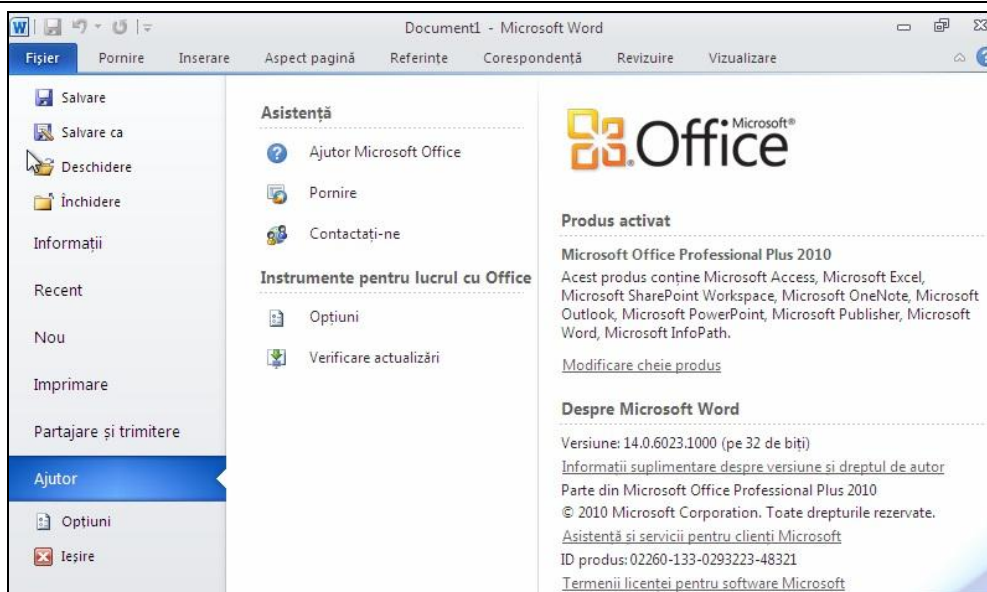 W
Document1 - Microsoft Word
Fișier Pornire Inserare Aspect pagină Referințe Corespondență Revizuire Vizualizare
Salvare
Salvare ca
Deschidere
Închidere
Informații
Recent
Nou
Imprimare
Partajare și trimitere
Ajutor
Opțiuni
Ieșire
Asistență
Ajutor Microsoft Office
Pornire
Contactați-ne
Instrumente pentru lucrul cu Office
Opțiuni
Verificare actualizări
Microsoft®
Office
Produs activat
Microsoft Office Professional Plus 2010
Acest produs conține Microsoft Access, Microsoft Excel,
Microsoft SharePoint Workspace, Microsoft OneNote, Microsoft
Outlook, Microsoft PowerPoint, Microsoft Publisher, Microsoft
Word, Microsoft InfoPath.
Modificare cheie produs
Despre Microsoft Word
Versiune: 14.0.6023.1000 (pe 32 de biți)
Informații suplimentare despre versiune si dreptul de autor
Parte din Microsoft Office Professional Plus 2010
© 2010 Microsoft Corporation. Toate drepturile rezervate.
Asistență și servicii pentru clienți Microsoft
ID produs: 02260-133-0293223-48321
Termenii licenței pentru software Microsoft